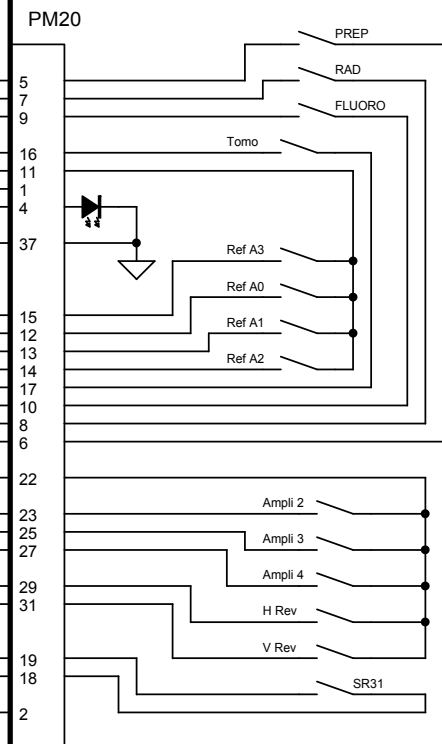 PM20
PREP
5
RAD
7
FLUORO
9
Tomo
16
11
1
4
37
Ref A3
Ref A0
15
12
Ref A1
13
Ref A2
14
17
10
8
6
22
Ampli 2
23
25
Ampli 3
27
Ampli 4
29
H Rev
31
V Rev
19
18
SR31
2